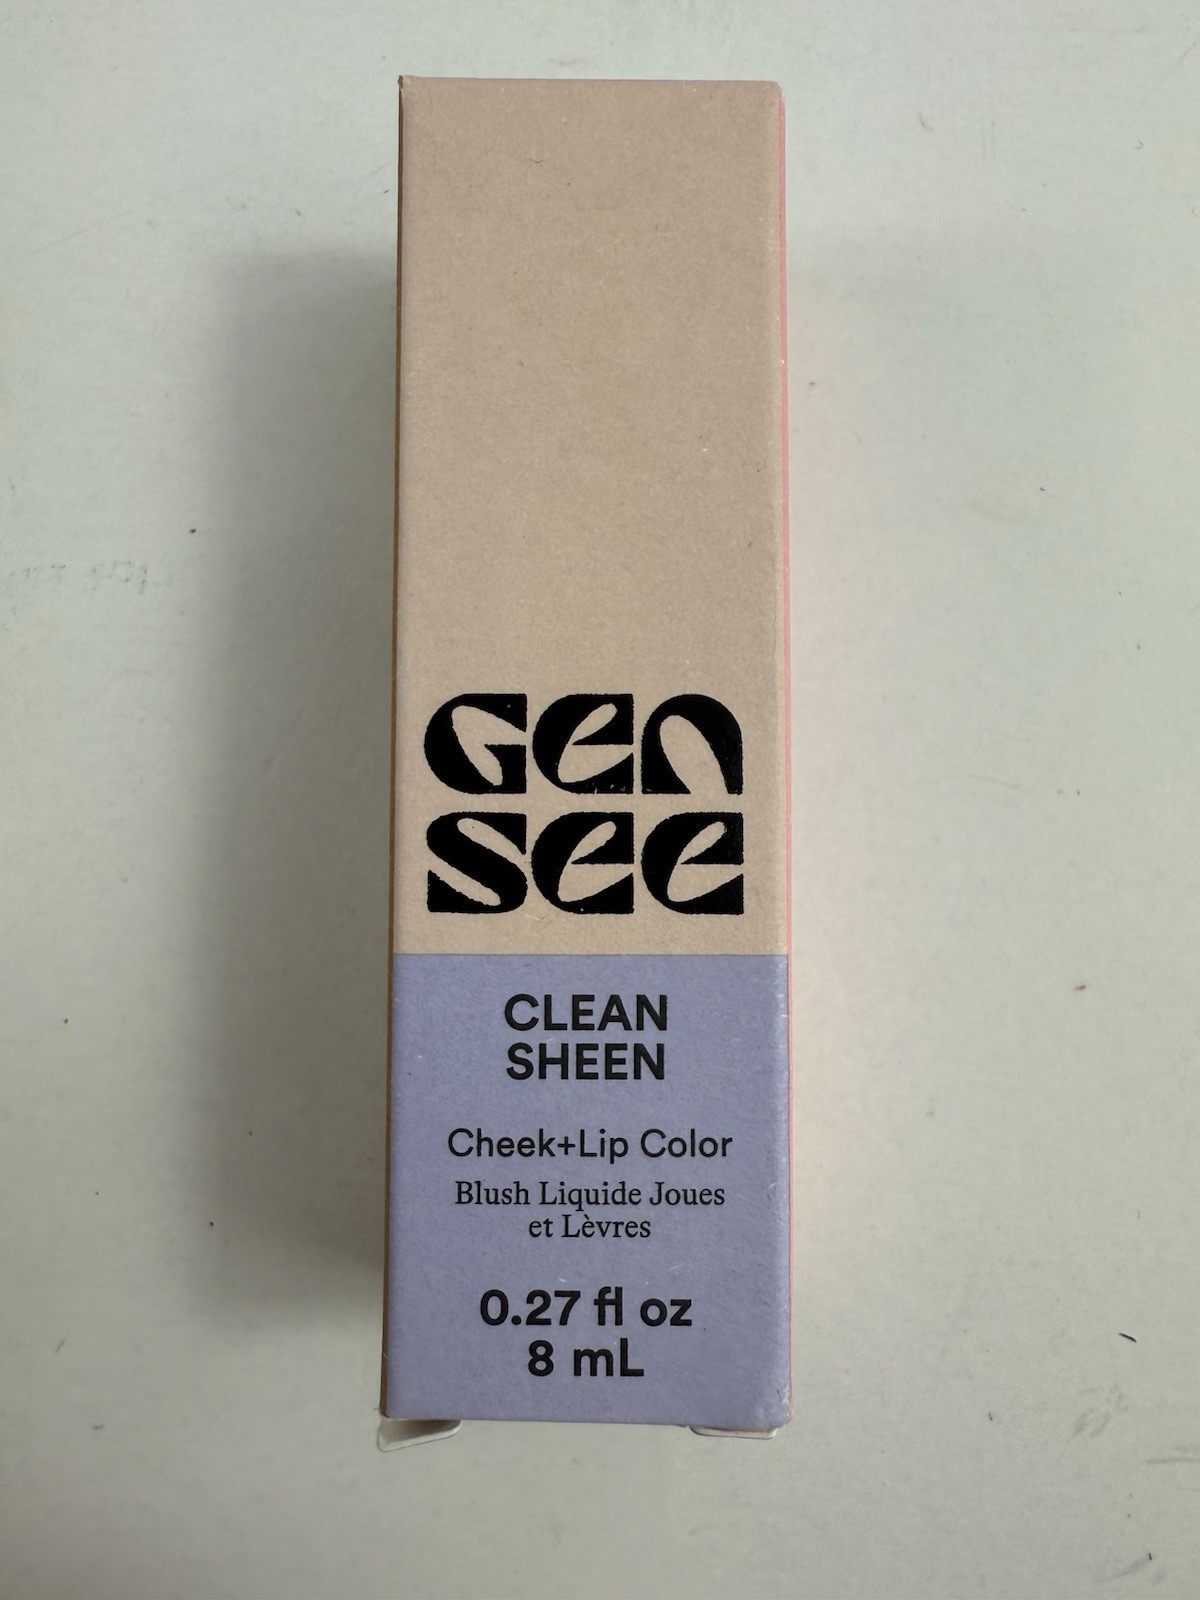 Gen
See
CLEAN
SHEEN
Cheek+Lip Color
Blush Liquide Joues
et Lèvres
0.27 fl oz
8 mL